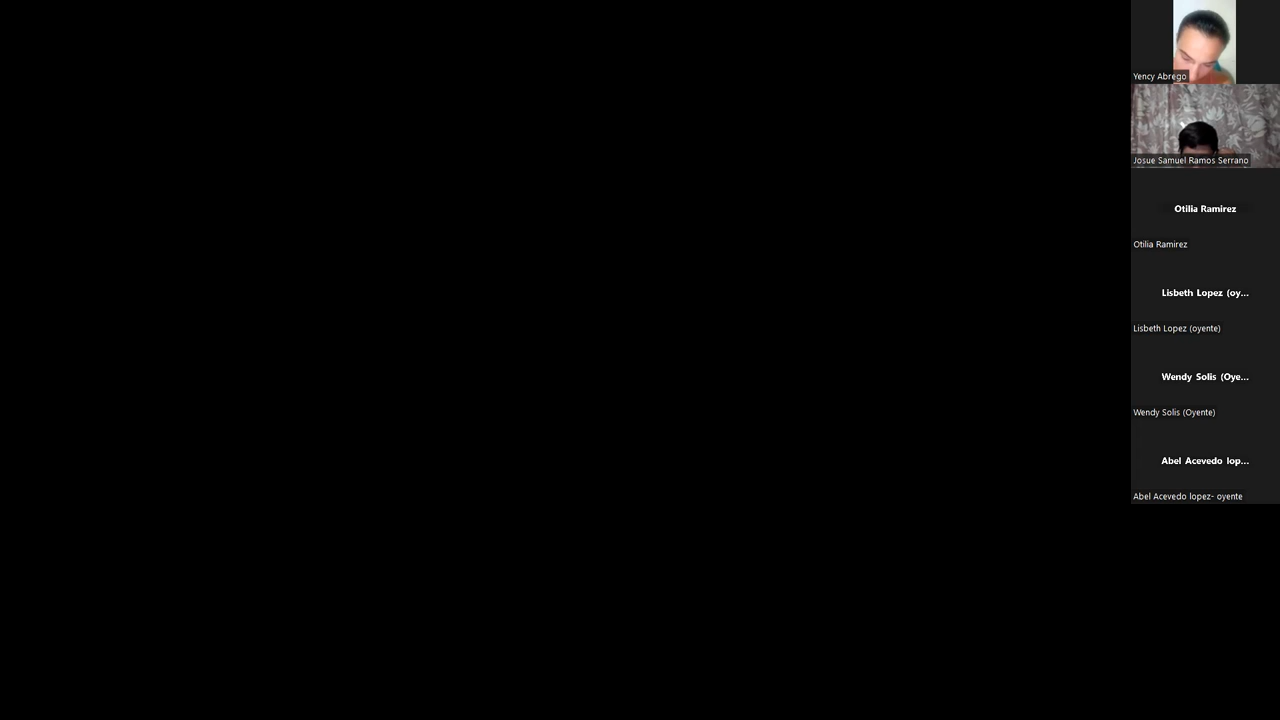 Yency Abrego
Josue Samuel Ramos Serrano
Otilia Ramirez
Otilia Ramirez
Lisbeth Lopez (oy...
Lisbeth Lopez (oyente)
Wendy Solis (Oye...
Wendy Solis (Oyente)
Abel Acevedo lop...
Abel Acevedo lopez- oyente